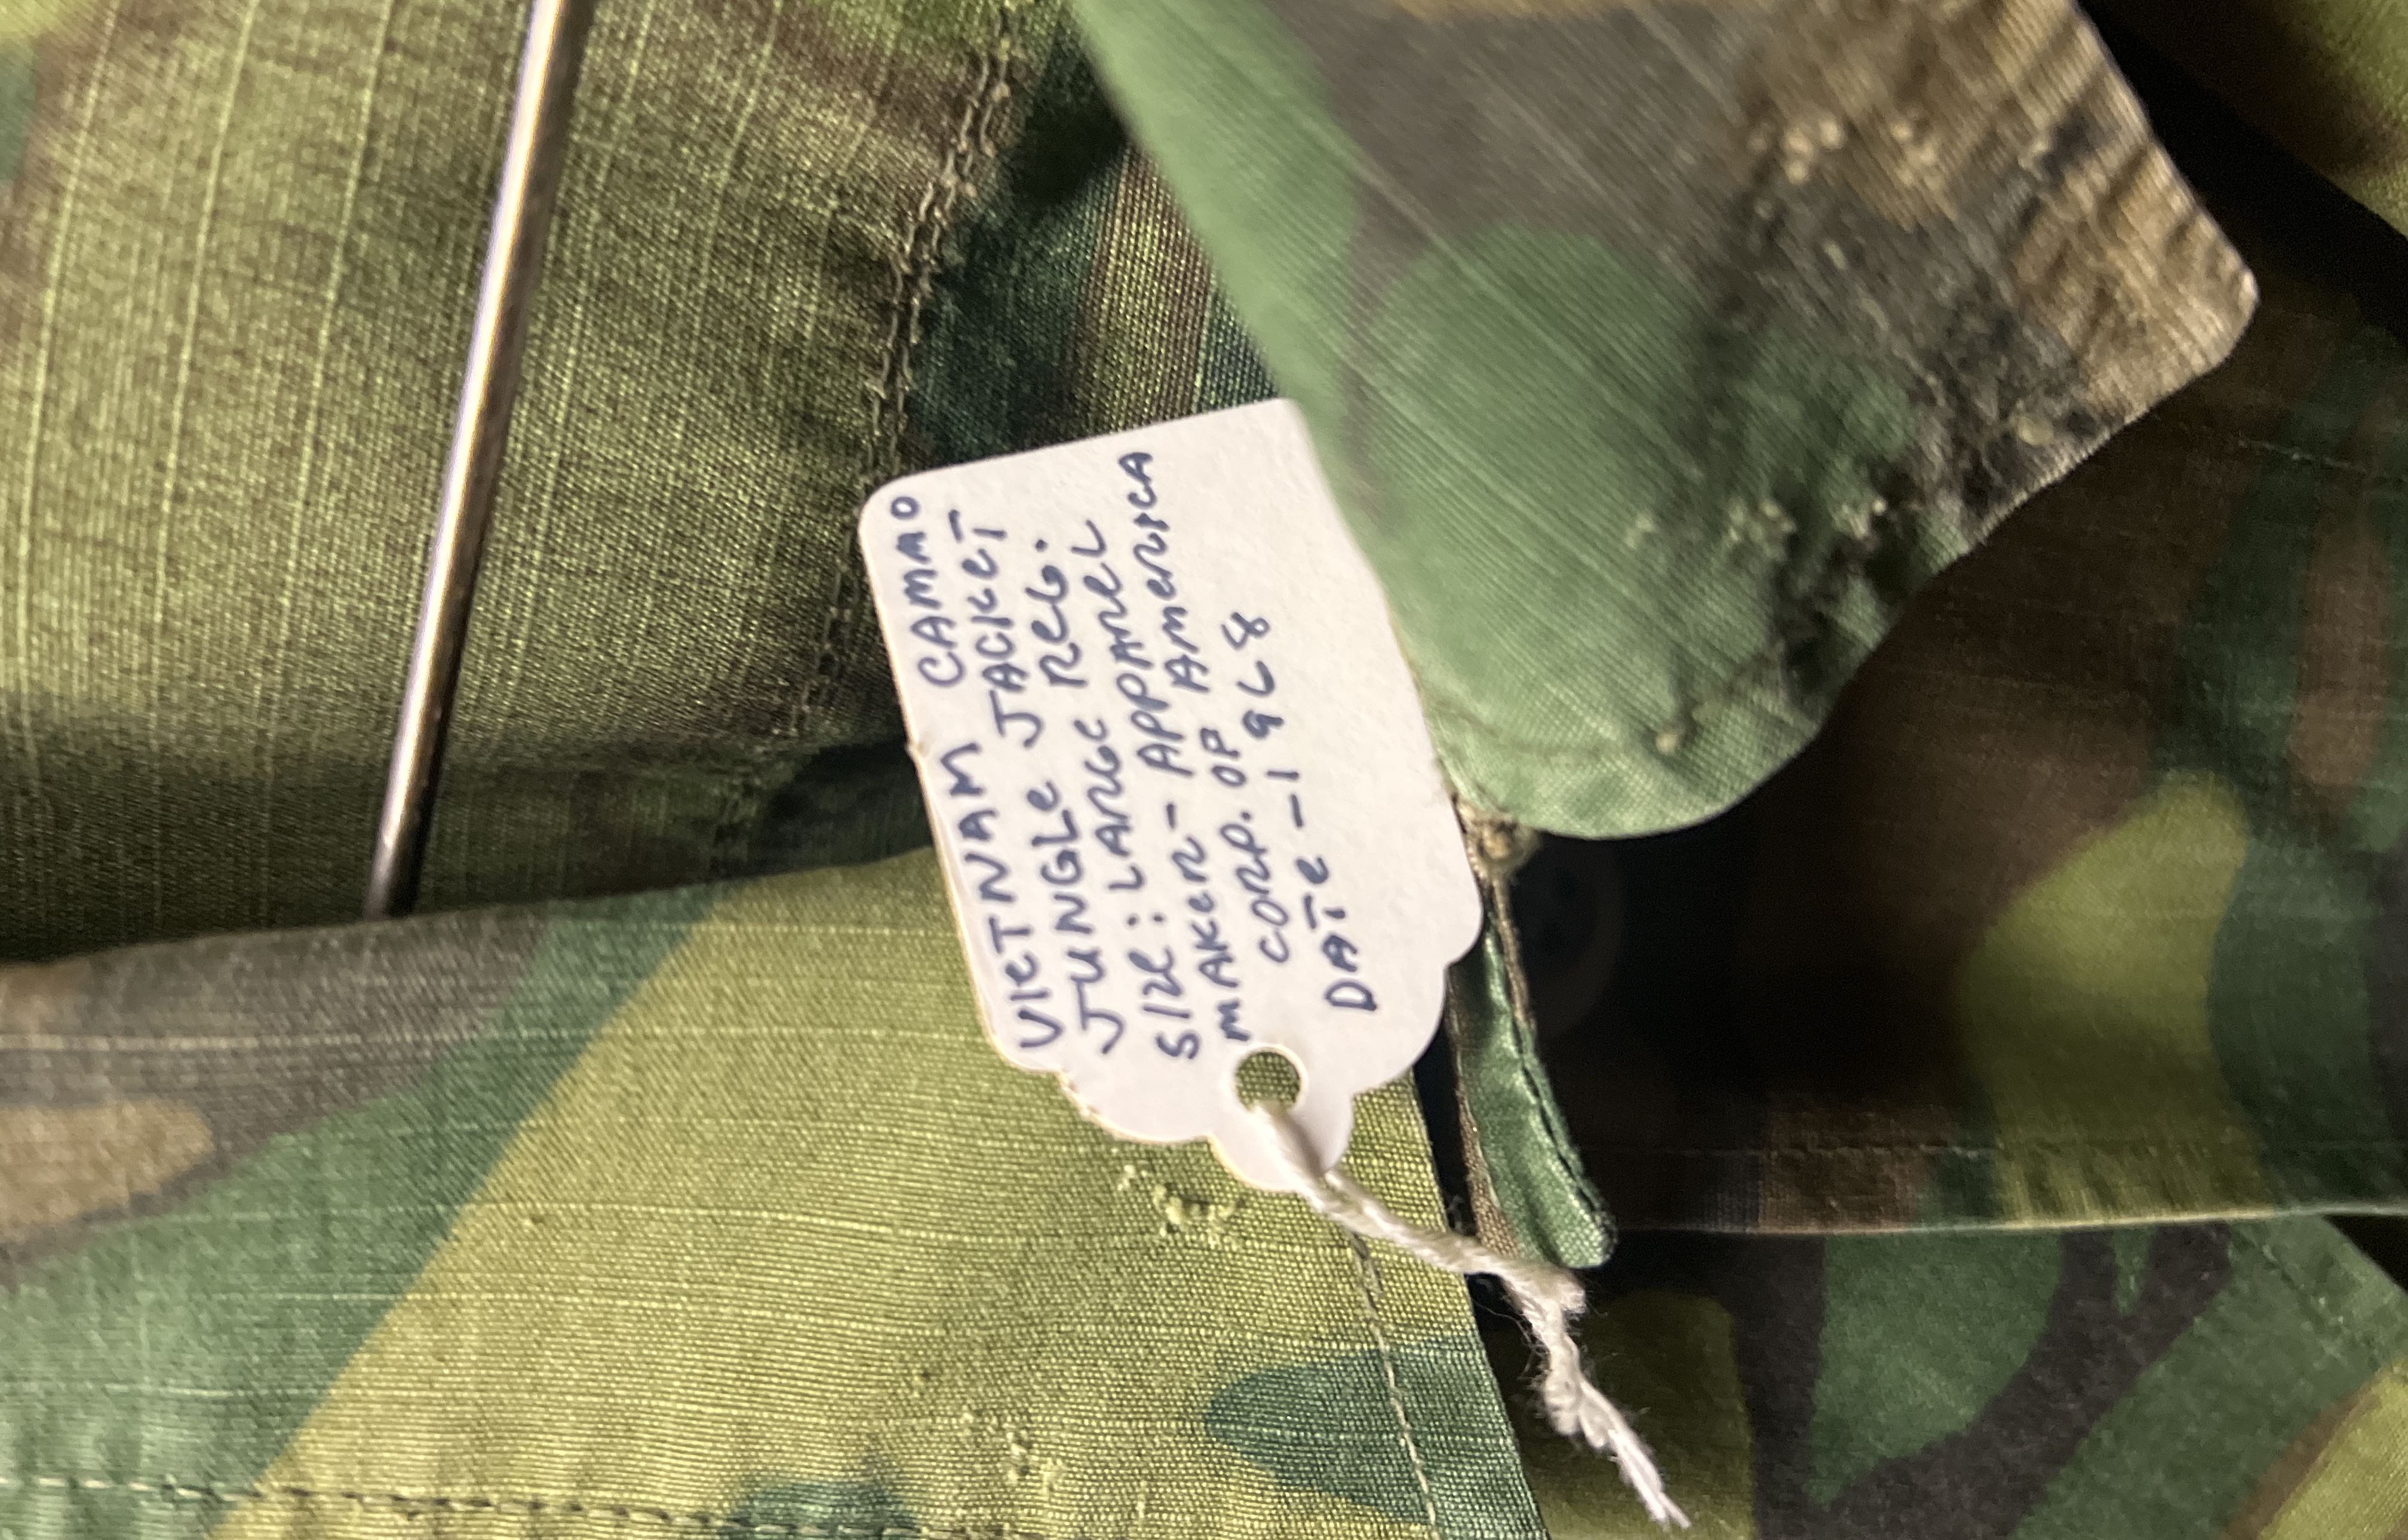 VIETNAM CAMMO
JUNGLE JACKET
SIZE: LARGE REG.
MAKER - APPAREL
CORP. OF AMERICA
DATE - 1968